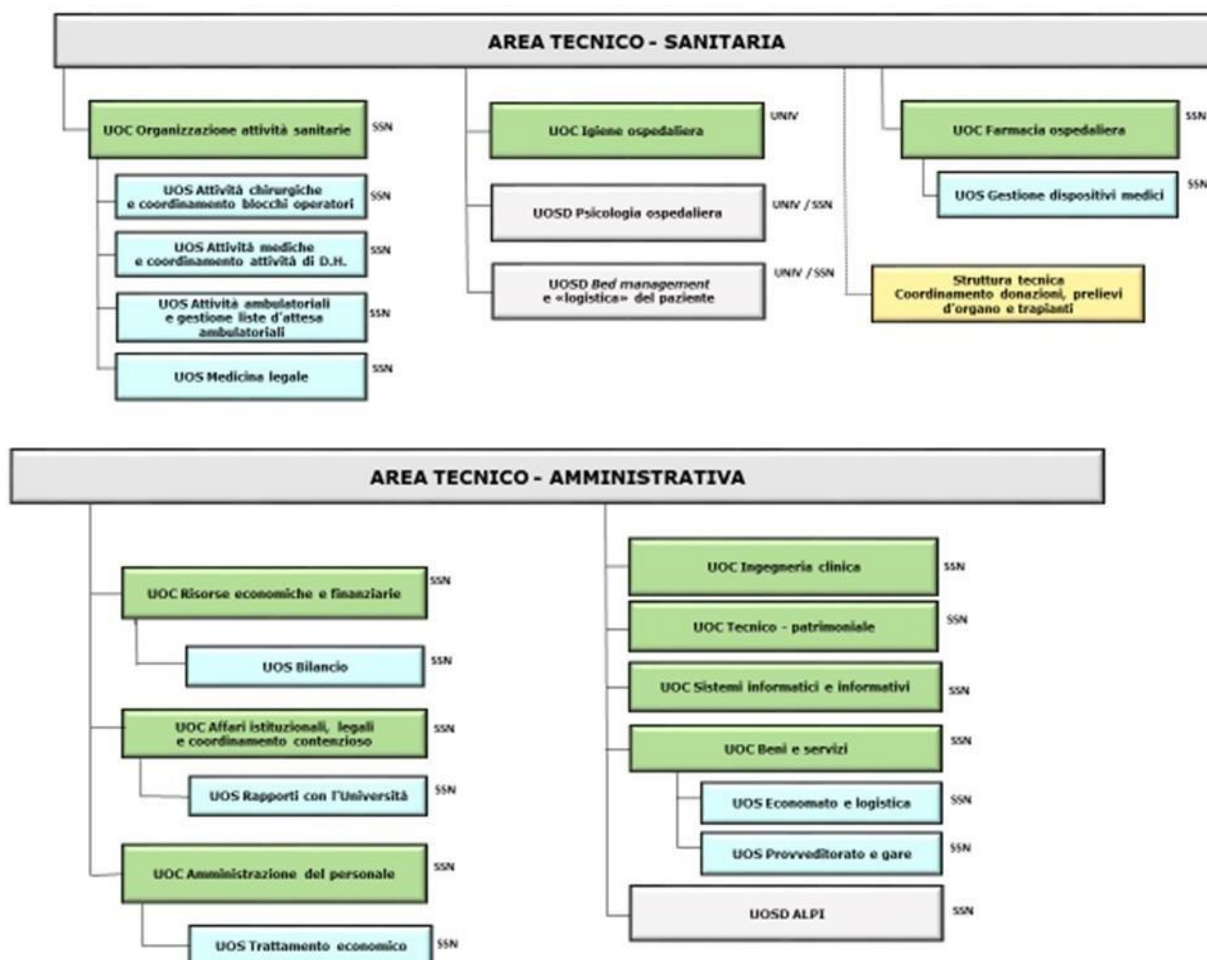 AREA TECNICO - SANITARIA
UOC Organizzazione attività sanitarie
SSN
UOS Attività chirurgiche
e coordinamento blocchi operatori
SSN
UOS Attività mediche
e coordinamento attività di D.H.
SSN
UOS Attività ambulatoriali
e gestione liste d'attesa
ambulatoriali
SSN
UOS Medicina legale
SSN
UOC Igiene ospedaliera
UNIV
UOSD Psicologia ospedaliera
UNIV / SSN
UOSD Bed management
e «logistica» del paziente
UNIV / SSN
UOC Farmacia ospedaliera
SSN
UOS Gestione dispositivi medici
SSN
Struttura tecnica
Coordinamento donazioni, prelievi
d'organo e trapianti
AREA TECNICO - AMMINISTRATIVA
UOC Risorse economiche e finanziarie
SSN
UOS Bilancio
SSN
UOC Affari istituzionali, legali
e coordinamento contenzioso
SSN
UOS Rapporti con l'Università
SSN
UOC Amministrazione del personale
SSN
UOS Trattamento economico
SSN
UOC Ingegneria clinica
SSN
UOC Tecnico - patrimoniale
SSN
UOC Sistemi informatici e informativi
SSN
UOC Beni e servizi
SSN
UOS Economato e logistica
SSN
UOS Provveditorato e gare
SSN
UOSD ALPI
SSN